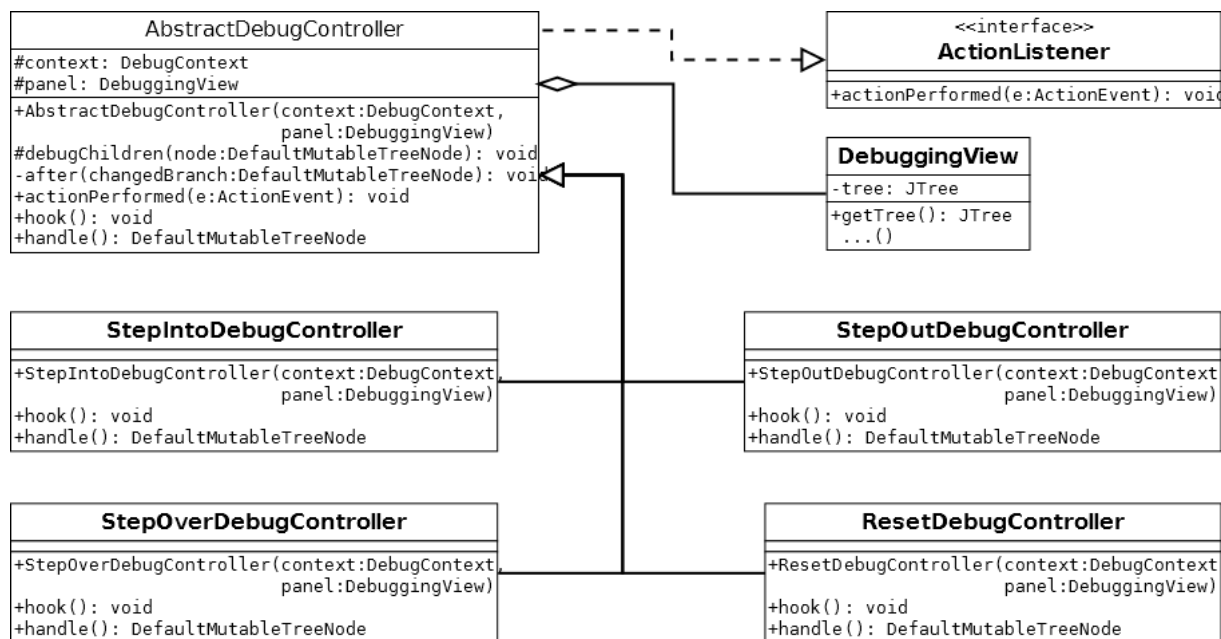 AbstractDebugController
#context: DebugContext
#panel: DebuggingView
+AbstractDebugController(context:DebugContext,
panel:DebuggingView)
#debugChildren(node:DefaultMutableTreeNode): void
-after(changedBranch:DefaultMutableTreeNode): void
+actionPerformed(e:ActionEvent): void
+hook(): void
+handle(): DefaultMutableTreeNode
<<interface>>
ActionListener
+actionPerformed(e:ActionEvent): void
DebuggingView
-tree: JTree
+getTree(): JTree
...()
StepIntoDebugController
+StepIntoDebugController(context:DebugContext,
panel:DebuggingView)
+hook(): void
+handle(): DefaultMutableTreeNode
StepOutDebugController
+StepOutDebugController(context:DebugContext
panel:DebuggingView)
+hook(): void
+handle(): DefaultMutableTreeNode
StepOverDebugController
+StepOverDebugController(context:DebugContext,
panel:DebuggingView)
+hook(): void
+handle(): DefaultMutableTreeNode
ResetDebugController
+ResetDebugController(context:DebugContext
panel:DebuggingView)
+hook(): void
+handle(): DefaultMutableTreeNode